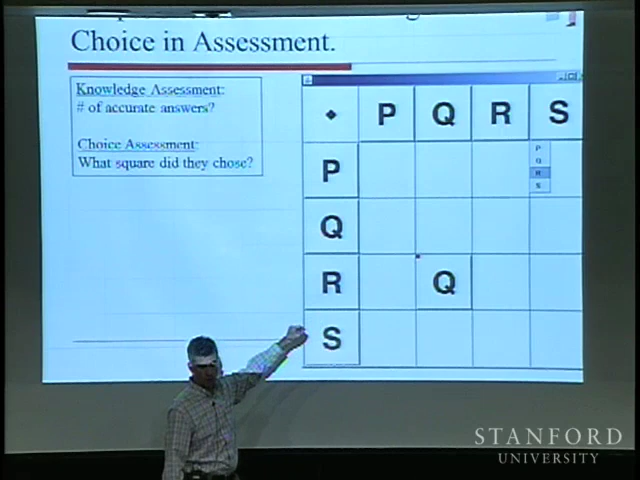 Choice in Assessment.
Knowledge Assessment:
# of accurate answers?
Choice Assessment:
What square did they chose?
P Q R S
P
P
Q
R
S
Q
R Q
S
STANFORD
UNIVERSITY